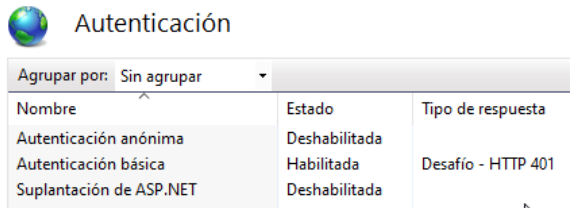 Autenticación
Agrupar por: Sin agrupar
Nombre Estado Tipo de respuesta
Autenticación anónima Deshabilitada
Autenticación básica Habilitada Desafío - HTTP 401
Suplantación de ASP.NET Deshabilitada